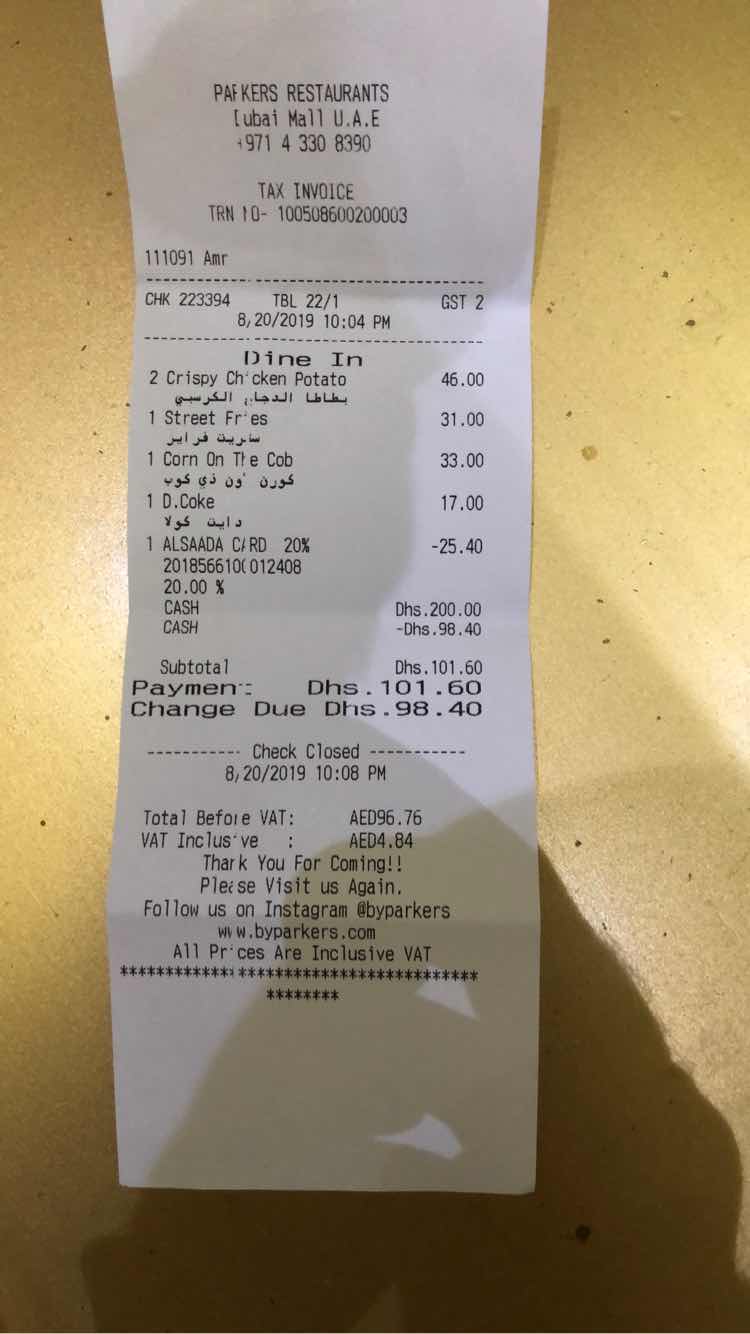 PARKERS RESTAURANTS
Dubai Mall U.A.E
+971 4 330 8390
TAX INVOICE
TRN NO- 100508600200003
111091 Amr
CHK 223394 TBL 22/1 GST 2
8/20/2019 10:04 PM
Dine In
2 Crispy Chicken Potato 46.00
بطاطا الدجاج الكرسبي
1 Street Fries 31.00
ستريت فرايز
1 Corn On The Cob 33.00
كورن أون ذي كوب
1 D.Coke 17.00
دايت كولا
1 ALSAADA CARD 20% -25.40
2018566100012408
20.00 %
CASH Dhs.200.00
CASH -Dhs.98.40
Subtotal Dhs.101.60
Payment: Dhs.101.60
Change Due Dhs.98.40
----------- Check Closed -----------
8/20/2019 10:08 PM
Total Before VAT: AED96.76
VAT Inclusive : AED4.84
Thank You For Coming!!
Please Visit us Again.
Follow us on Instagram @byparkers
www.byparkers.com
All Prices Are Inclusive VAT
****************************************
********